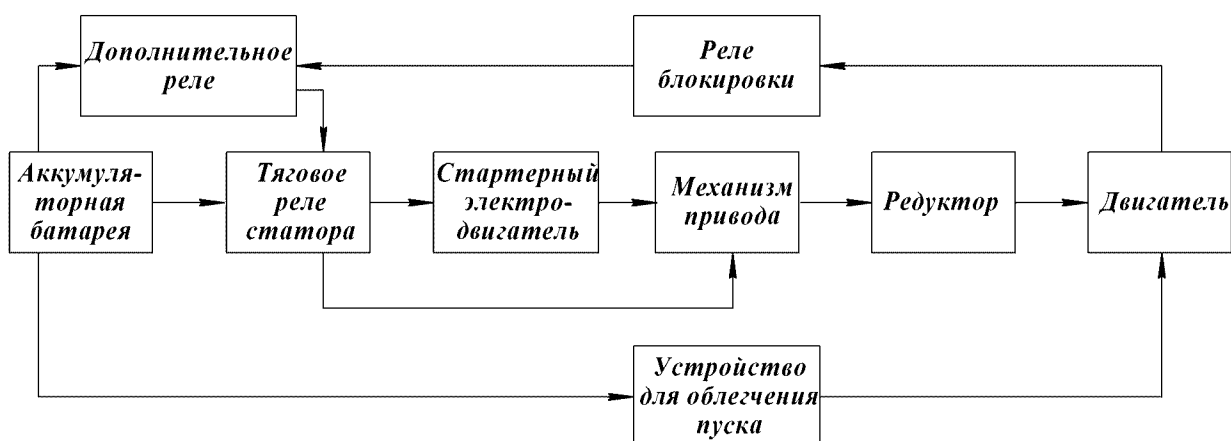 Дополнительное
реле
Реле
блокировки
Аккумуля-
торная
батарея
Тяговое
реле
статора
Стартерный
электро-
двигатель
Механизм
привода
Редуктор
Двигатель
Устройство
для облегчения
пуска